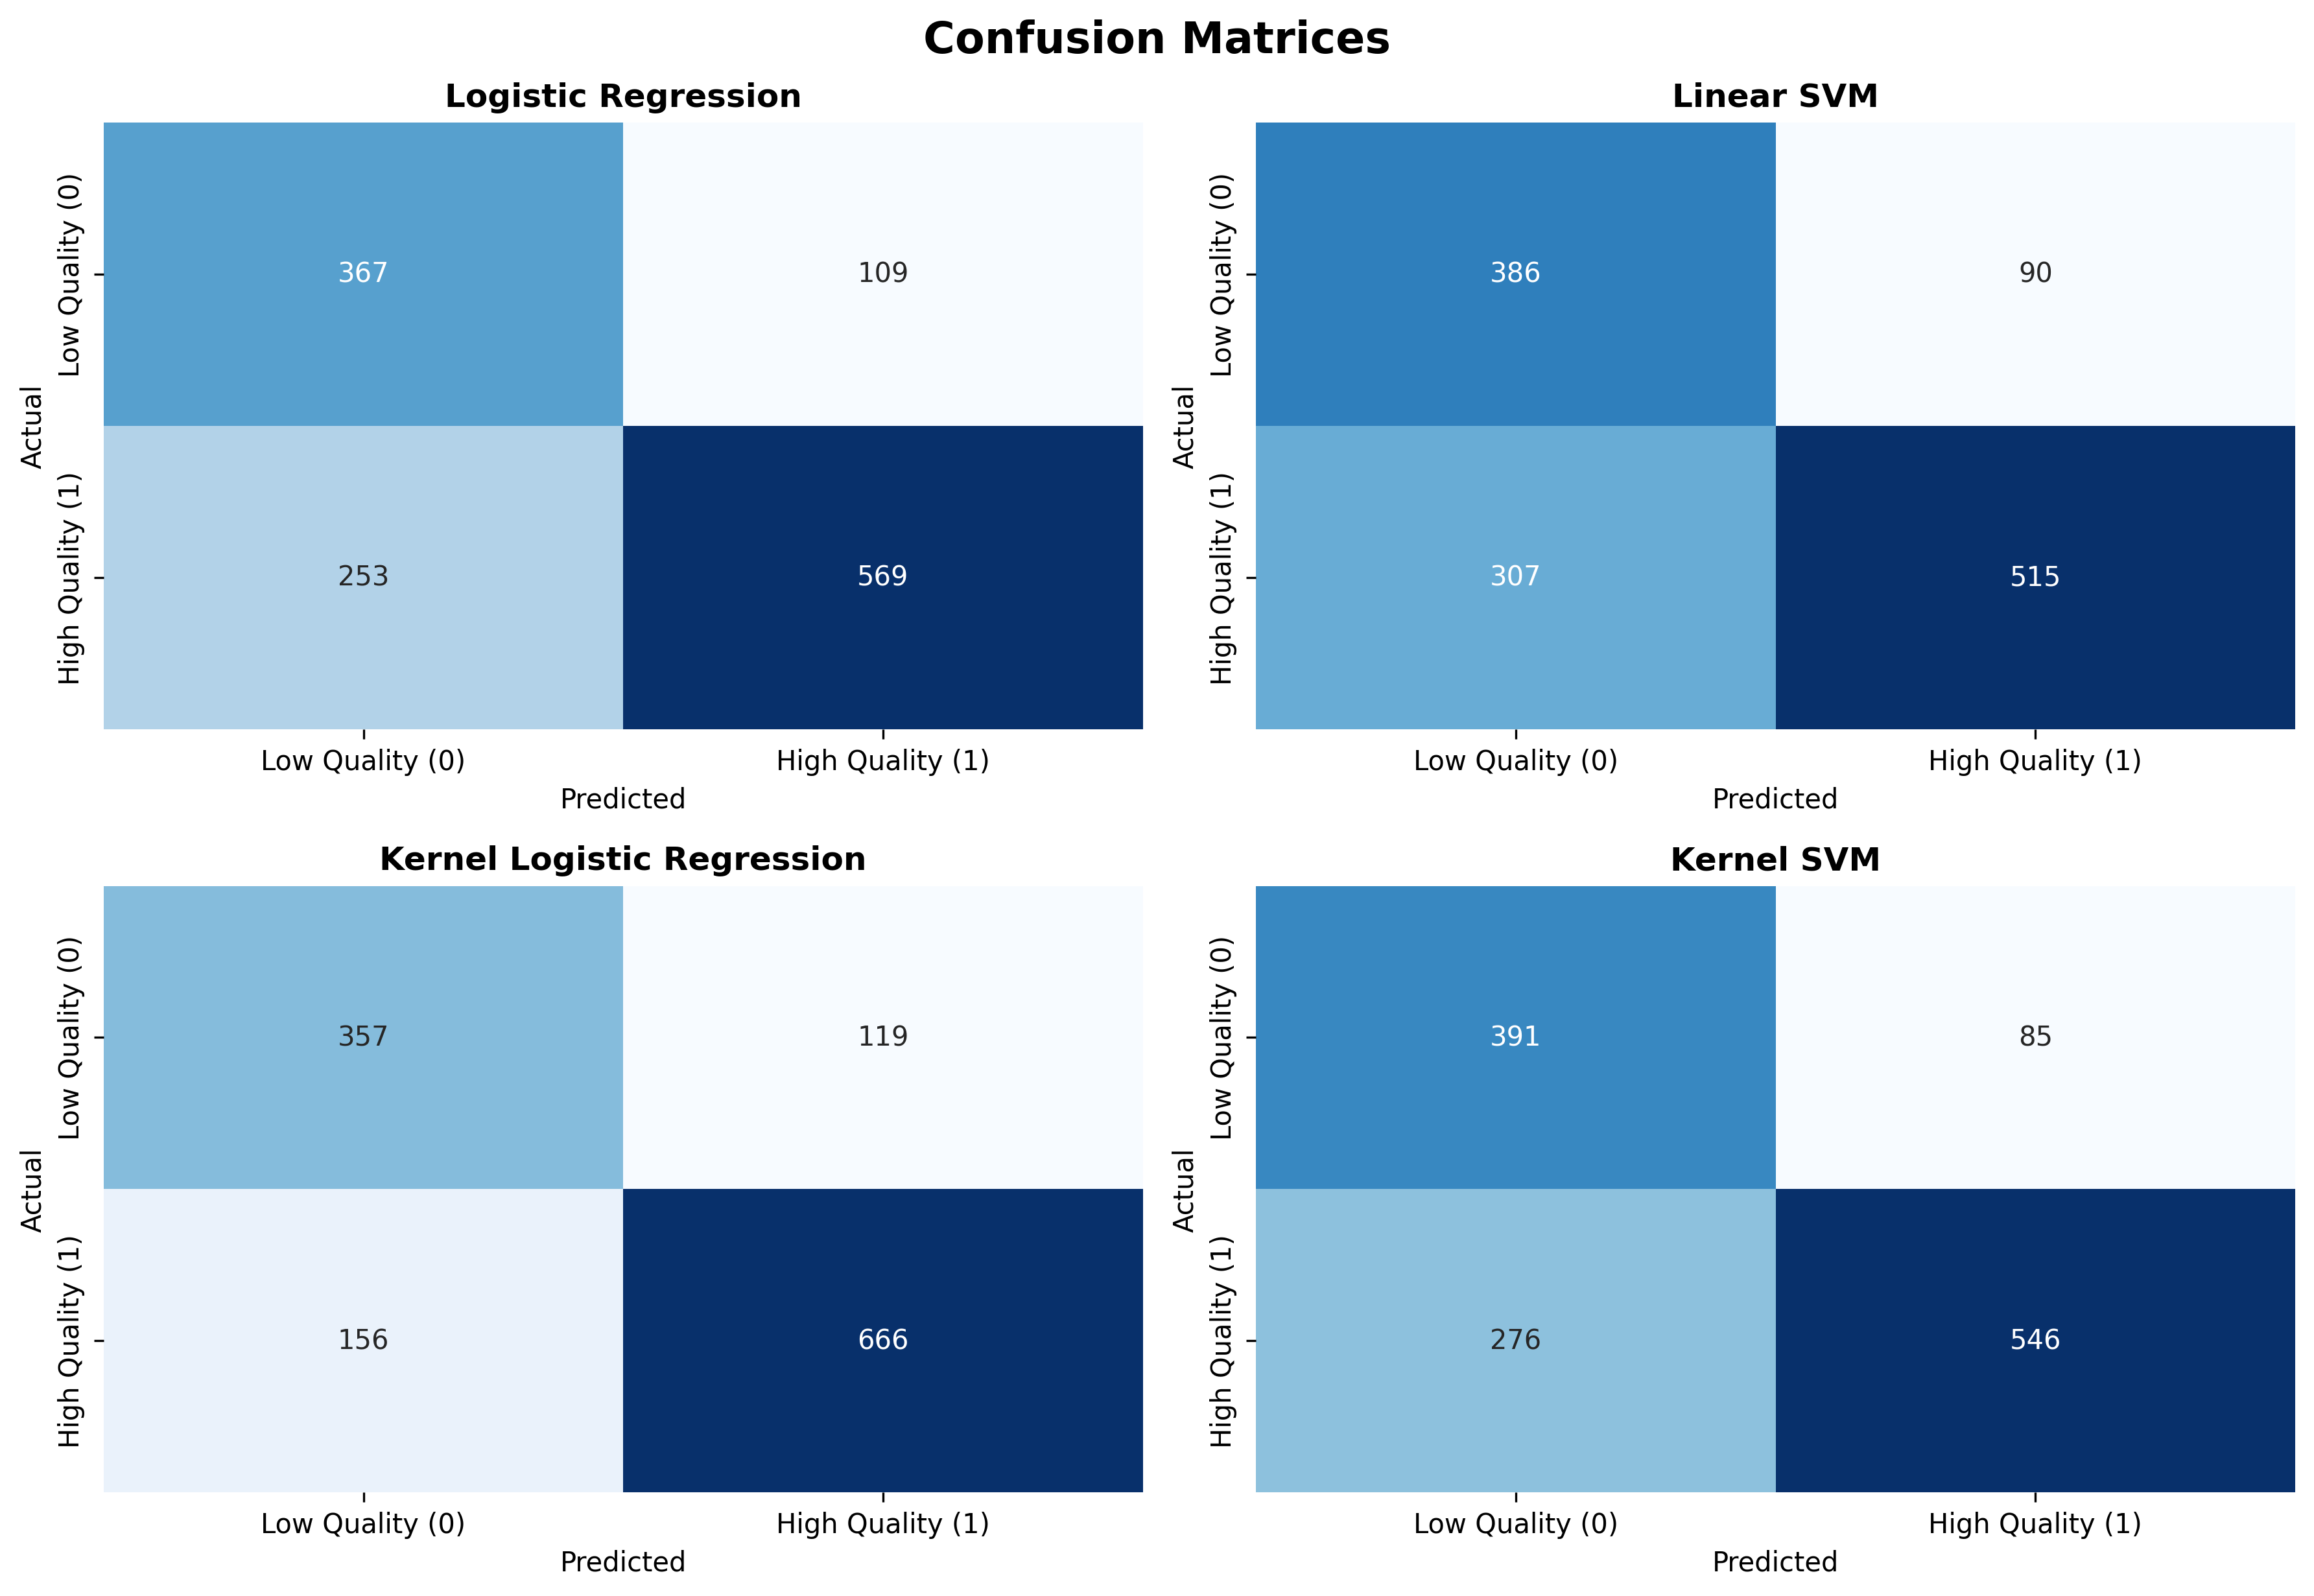 Confusion Matrices
Logistic Regression
Actual
Low Quality (0)
High Quality (1)
367
109
253
569
Low Quality (0)
High Quality (1)
Predicted
Linear SVM
Actual
Low Quality (0)
High Quality (1)
386
90
307
515
Low Quality (0)
High Quality (1)
Predicted
Kernel Logistic Regression
Actual
Low Quality (0)
High Quality (1)
357
119
156
666
Low Quality (0)
High Quality (1)
Predicted
Kernel SVM
Actual
Low Quality (0)
High Quality (1)
391
85
276
546
Low Quality (0)
High Quality (1)
Predicted